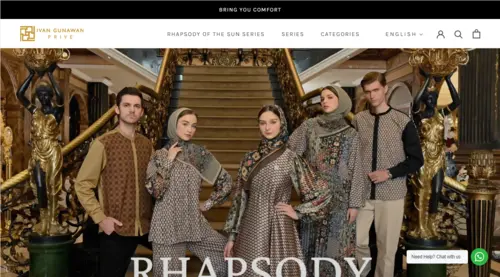 BRING YOU COMFORT
IVAN GUNAWAN
PRIVÉ
RHAPSODY OF THE SUN SERIES
SERIES
CATEGORIES
ENGLISH
RHAPSODY
Need Help? Chat with us